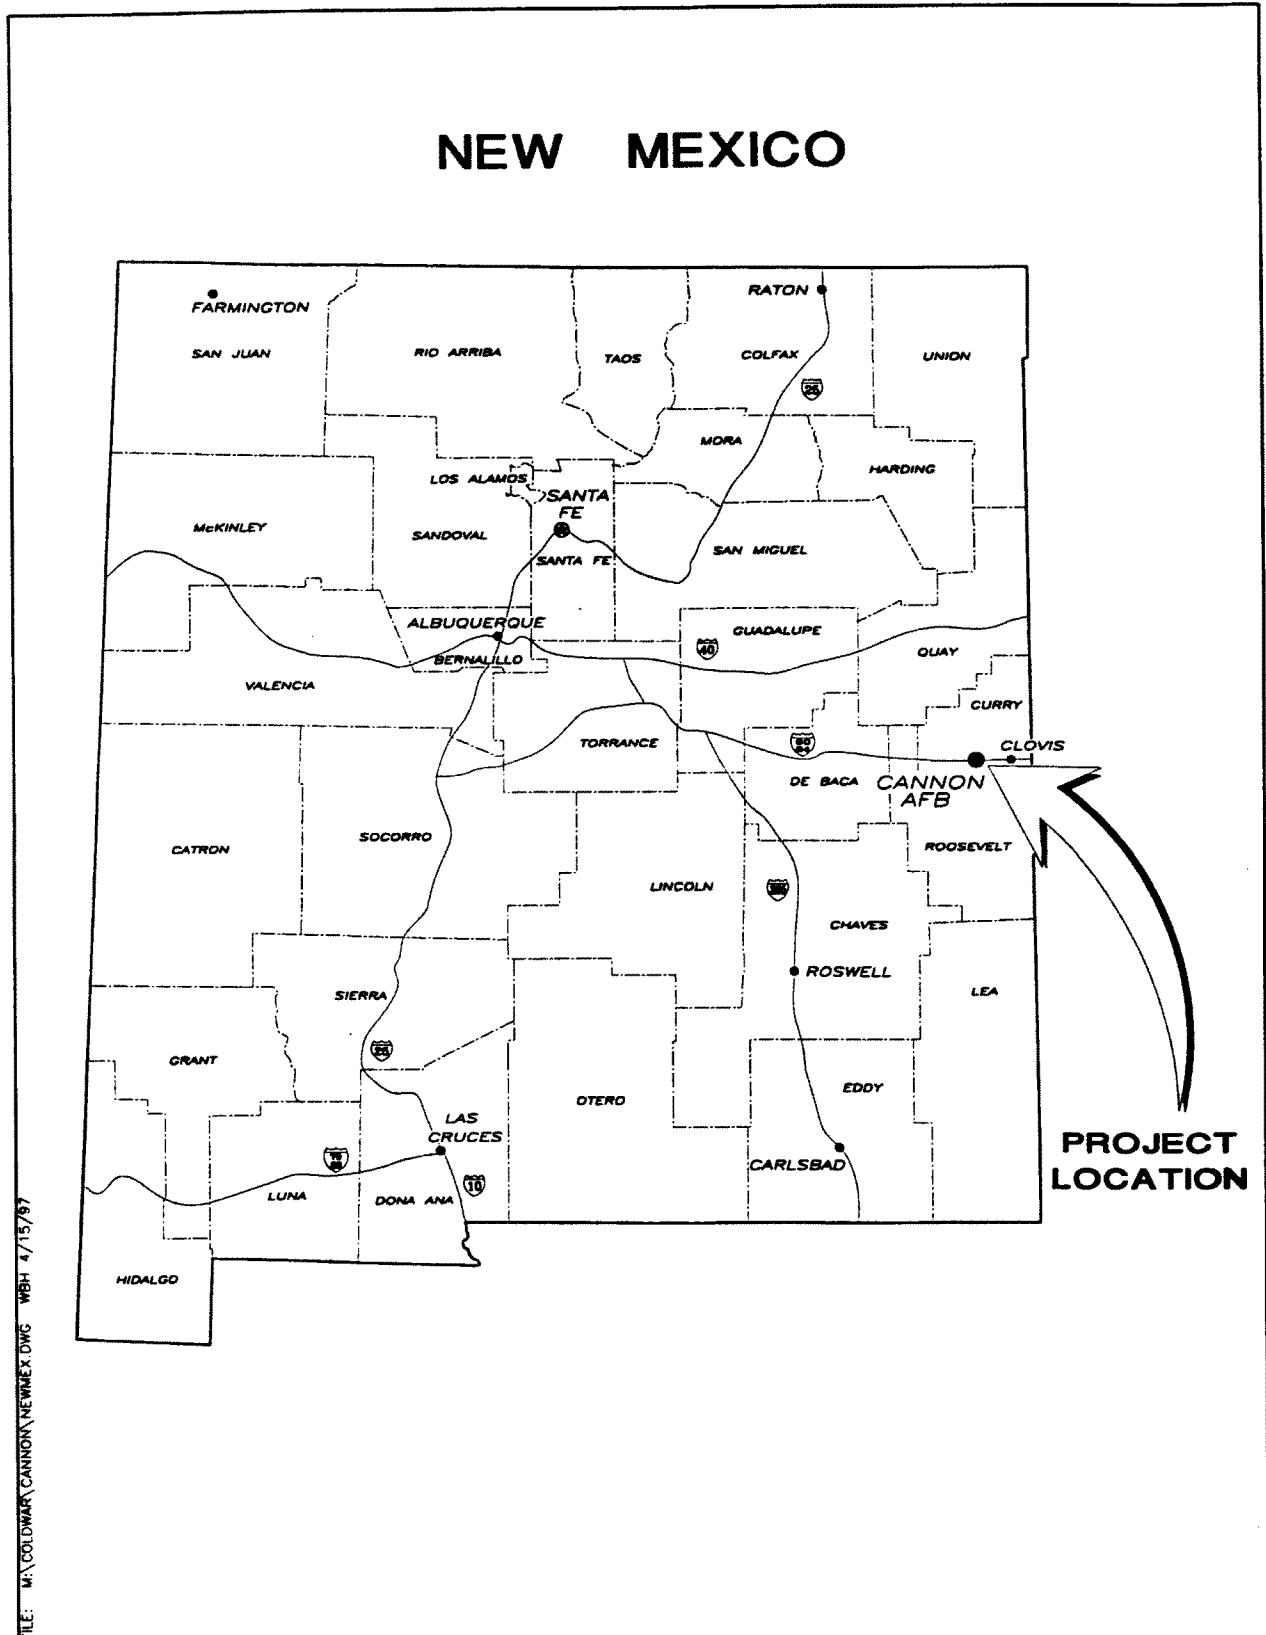 NEW MEXICO
RATON
FARMINGTON
SAN JUAN
RIO ARRIBA
TAOS
COLFAX
UNION
25
MORA
HARDING
LOS ALAMOS
SANTA
FE
McKINLEY
SANDOVAL
SANTA FE
SAN MIGUEL
ALBUQUERQUE
GUADALUPE
40
QUAY
BERNALILLO
VALENCIA
CURRY
TORRANCE
CLOVIS
DE BACA
CANNON
AFB
SOCORRO
CATRON
ROOSEVELT
LINCOLN
CHAVES
ROSWELL
SIERRA
LEA
25
GRANT
EDDY
OTERO
LAS
CRUCES
PROJECT
LOCATION
CARLSBAD
10
LUNA
DONA ANA
HIDALGO
M:\COLDWAR\CANNON\NEWMEX.DWG WBH 4/15/97